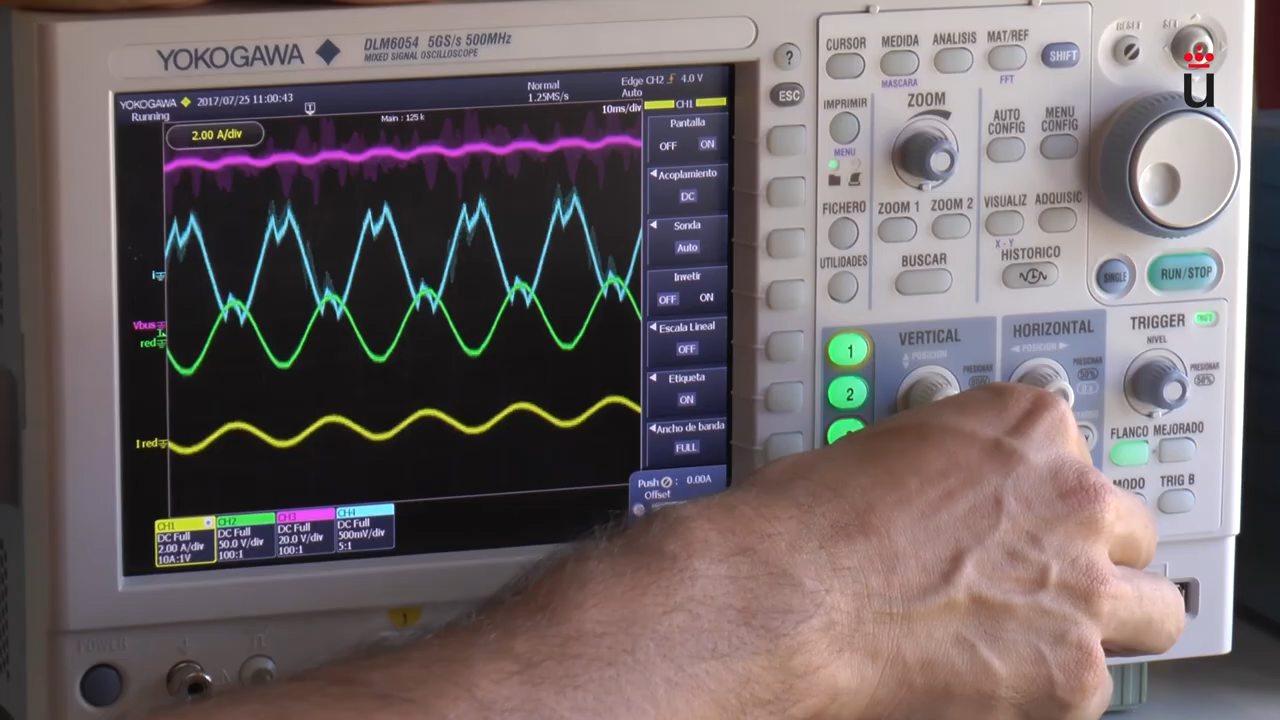 YOKOGAWA
DLM6054 5GS/s 500MHz
MIXED SIGNAL OSCILLOSCOPE
YOKOGAWA 2017/07/25 11:00:43
Running
Normal
1.25MS/s
Edge CH2 4.0 V
Auto
Main : 125 k
10ms/div
2.00 A/div
CH1
Pantalla
OFF ON
Acoplamiento
DC
Sonda
Auto
Invetir
OFF ON
Escala Lineal
OFF
Etiqueta
ON
Ancho de banda
FULL
Push : 0.00A
Offset
Vbus
red
I red
CH1
DC Full
2.00 A/div
10A:1V
CH2
DC Full
50.0 V/div
100:1
CH3
DC Full
20.0 V/div
100:1
CH4
DC Full
500mV/div
5:1
POWER
1
?
ESC
CURSOR
MEDIDA
ANALISIS
MAT/REF
SHIFT
MASCARA
FFT
IMPRIMIR
MENU
ZOOM
AUTO
CONFIG
MENU
CONFIG
FICHERO
ZOOM 1
ZOOM 2
VISUALIZ
ADQUISIC
X - Y
UTILIDADES
BUSCAR
HISTORICO
RESET
u
SINGLE
RUN/STOP
1
2
VERTICAL
POSICION
HORIZONTAL
POSICION
TRIGGER
NIVEL
PRESIONAR
50%
FLANCO
MEJORADO
MODO
TRIG B